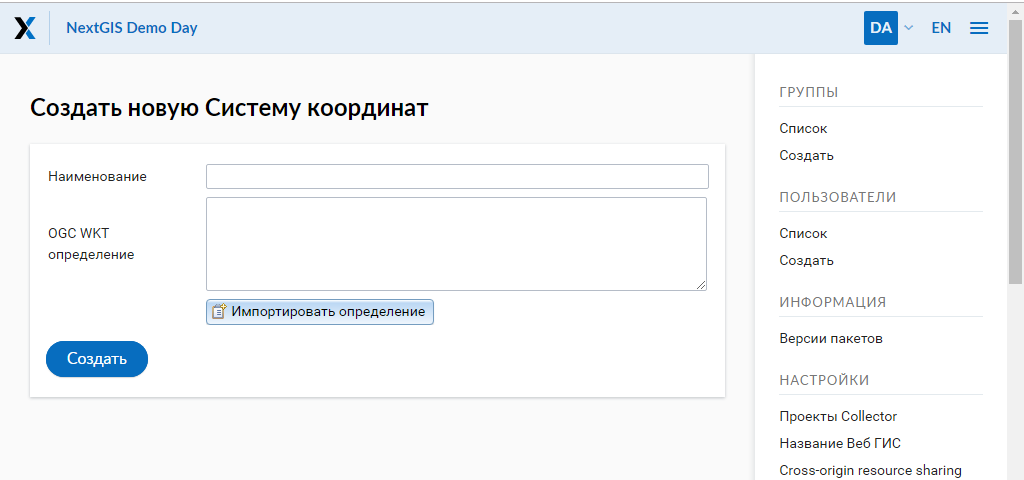 NextGIS Demo Day
DA
EN
Создать новую Систему координат
Наименование
OGC WKT
определение
Импортировать определение
Создать
ГРУППЫ
Список
Создать
ПОЛЬЗОВАТЕЛИ
Список
Создать
ИНФОРМАЦИЯ
Версии пакетов
НАСТРОЙКИ
Проекты Collector
Название Веб ГИС
Cross-origin resource sharing